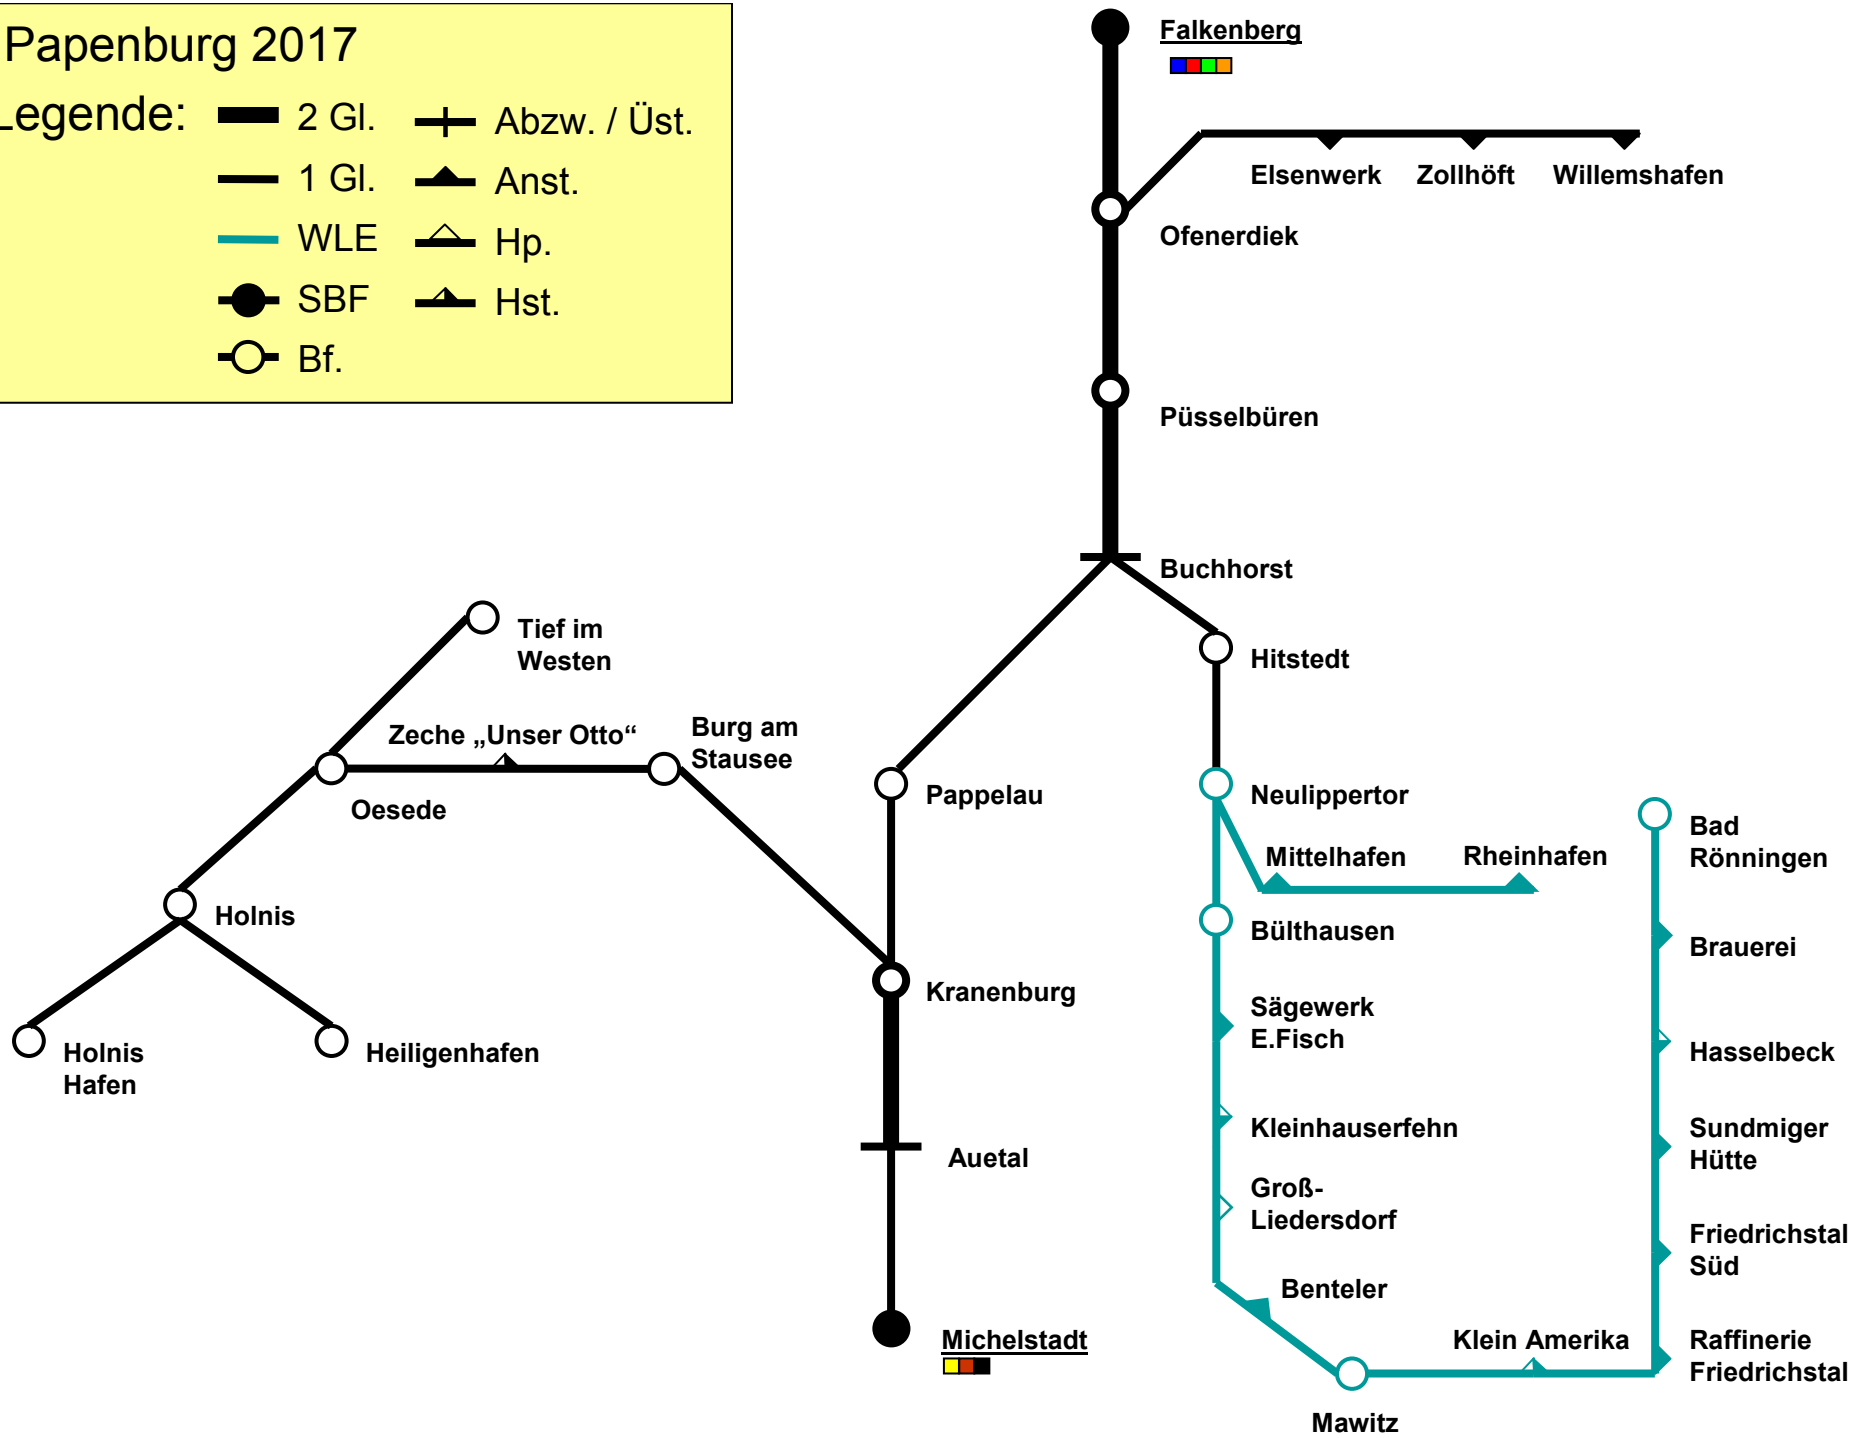 Papenburg 2017
Legende:
2 Gl.
Abzw. / Üst.
1 Gl.
Anst.
WLE
Hp.
SBF
Hst.
Bf.
Falkenberg
Elsenwerk
Zollhöft
Willemshafen
Ofenerdiek
Püsselbüren
Buchhorst
Hitstedt
Tief im
Westen
Zeche „Unser Otto“
Burg am
Stausee
Oesede
Pappelau
Neulippertor
Mittelhafen
Rheinhafen
Bad
Rönningen
Holnis
Bülthausen
Brauerei
Kranenburg
Sägewerk
E.Fisch
Holnis
Hafen
Heiligenhafen
Hasselbeck
Kleinhauserfehn
Sundmiger
Hütte
Auetal
Groß-
Liedersdorf
Friedrichstal
Süd
Benteler
Michelstadt
Klein Amerika
Raffinerie
Friedrichstal
Mawitz